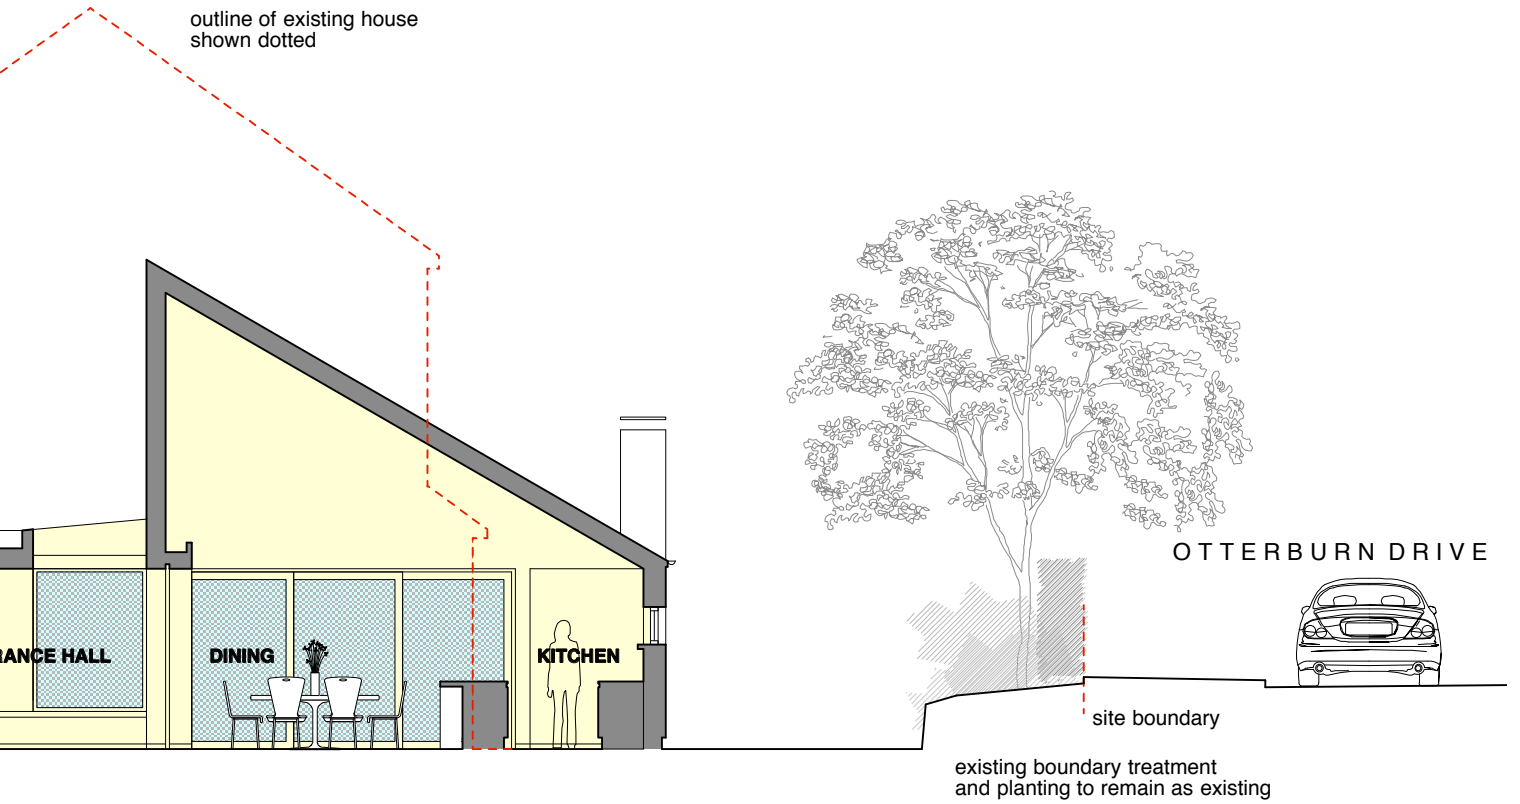 outline of existing house
shown dotted
OTTERBURN DRIVE
RANCE HALL
DINING
KITCHEN
site boundary
existing boundary treatment
and planting to remain as existing